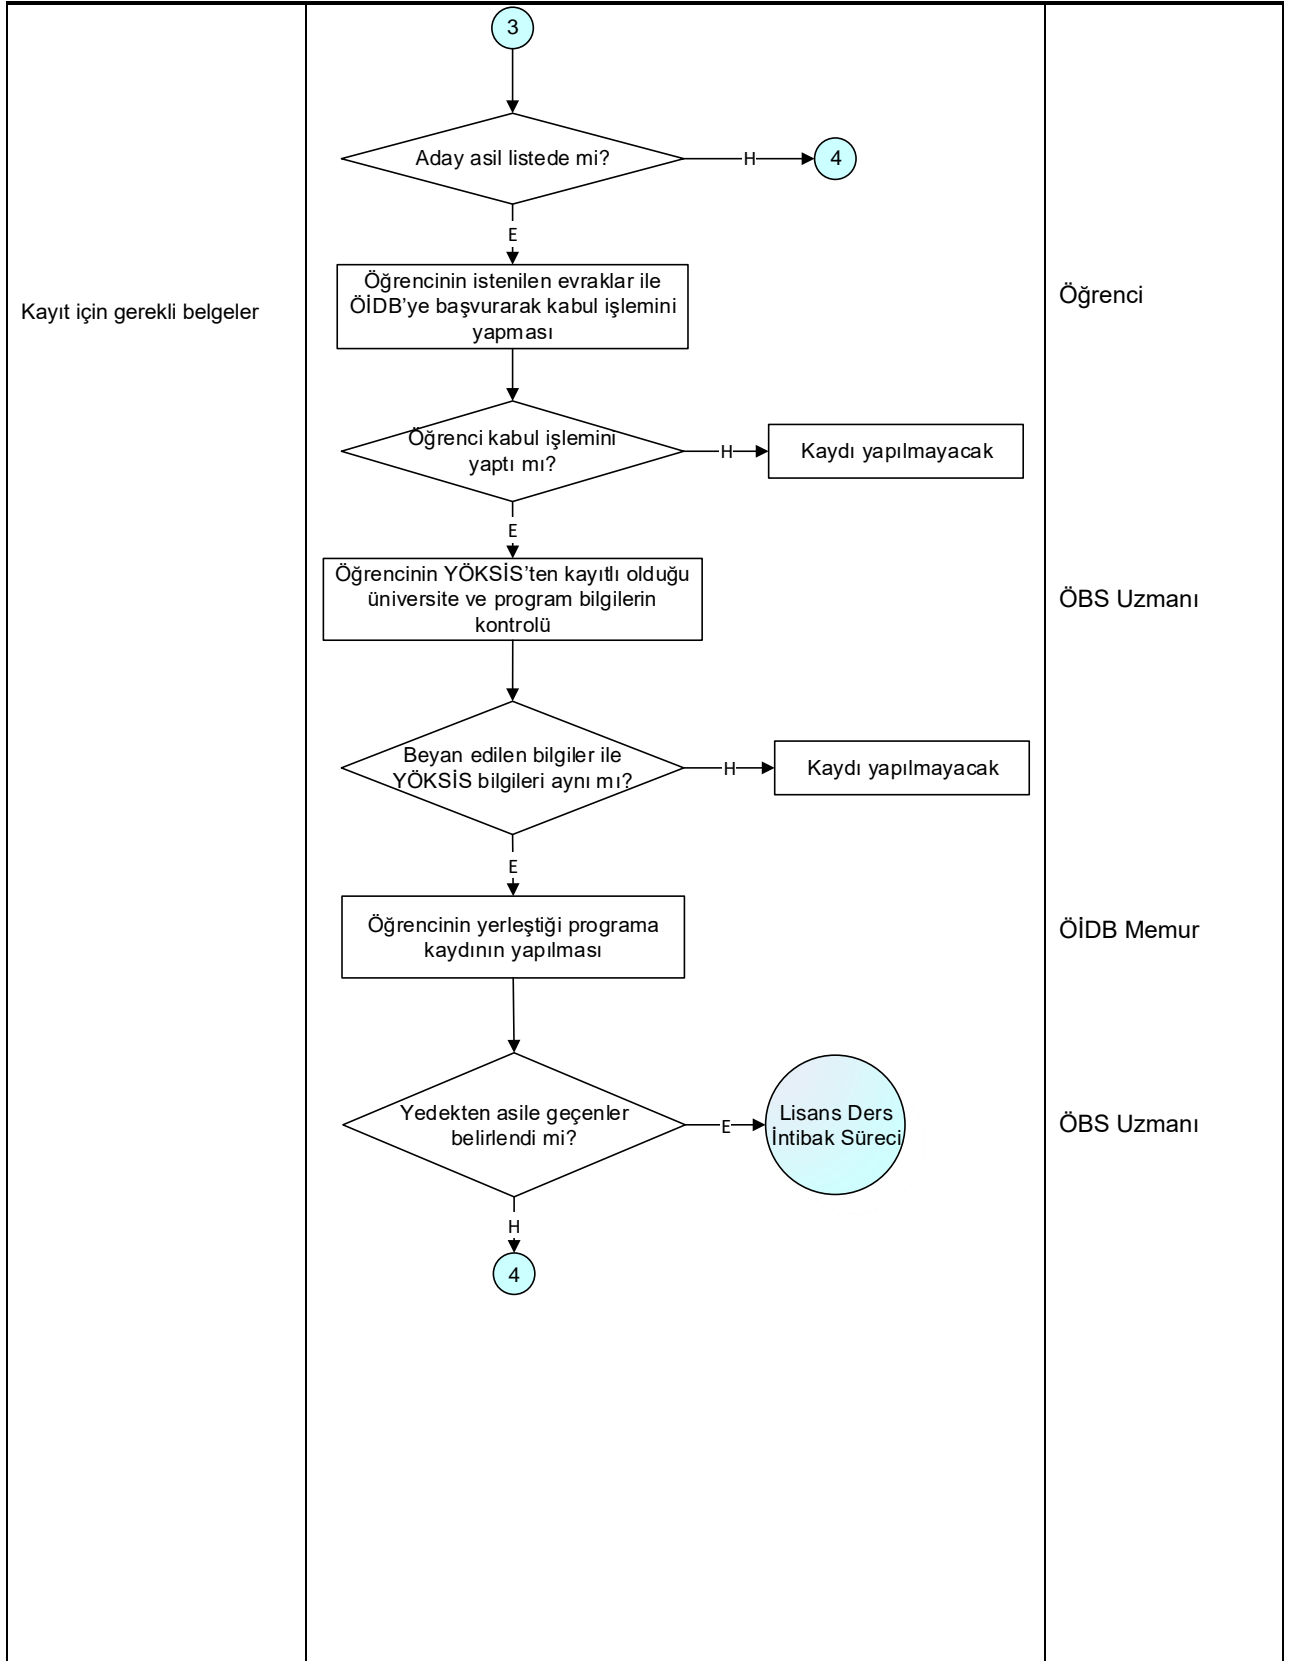 3
Aday asil listede mi?
H
4
E
Kayıt için gerekli belgeler
Öğrencinin istenilen evraklar ile
ÖİDB’ye başvurarak kabul işlemini
yapması
Öğrenci
Öğrenci kabul işlemini
yaptı mı?
H
Kaydı yapılmayacak
E
Öğrencinin YÖKSİS’ten kayıtlı olduğu
üniversite ve program bilgilerin
kontrolü
ÖBS Uzmanı
Beyan edilen bilgiler ile
YÖKSİS bilgileri aynı mı?
H
Kaydı yapılmayacak
E
Öğrencinin yerleştiği programa
kaydının yapılması
ÖİDB Memur
Yedekten asile geçenler
belirlendi mi?
E
Lisans Ders
İntibak Süreci
ÖBS Uzmanı
H
4